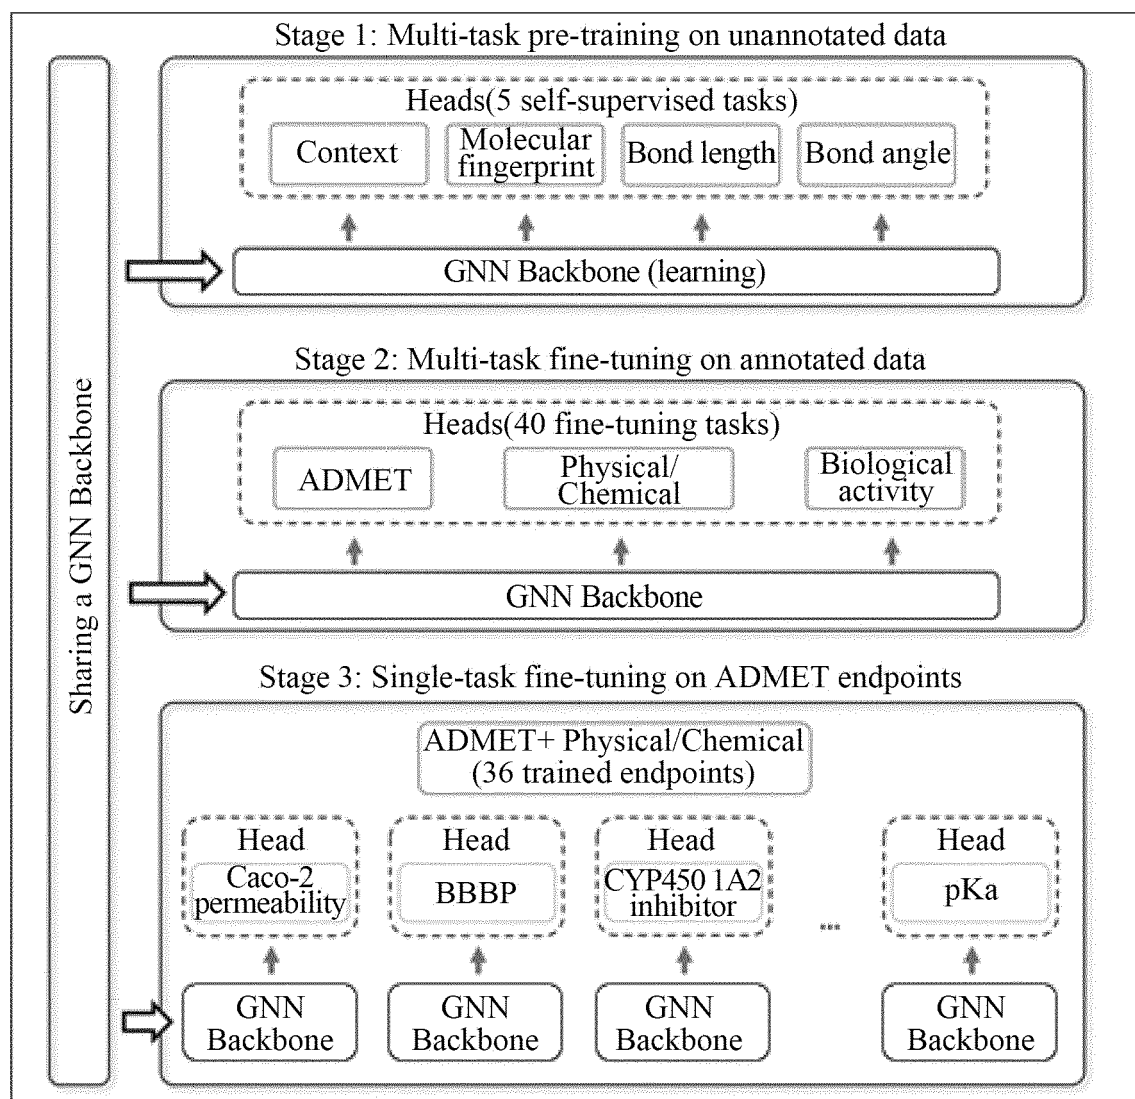 Stage 1: Multi-task pre-training on unannotated data
Heads(5 self-supervised tasks)
Context
Molecular
fingerprint
Bond length
Bond angle
GNN Backbone (learning)
Sharing a GNN Backbone
Stage 2: Multi-task fine-tuning on annotated data
Heads(40 fine-tuning tasks)
ADMET
Physical/
Chemical
Biological
activity
GNN Backbone
Stage 3: Single-task fine-tuning on ADMET endpoints
ADMET+ Physical/Chemical
(36 trained endpoints)
Head
Caco-2
permeability
Head
BBBP
Head
CYP450 1A2
inhibitor
...
Head
pKa
GNN
Backbone
GNN
Backbone
GNN
Backbone
GNN
Backbone